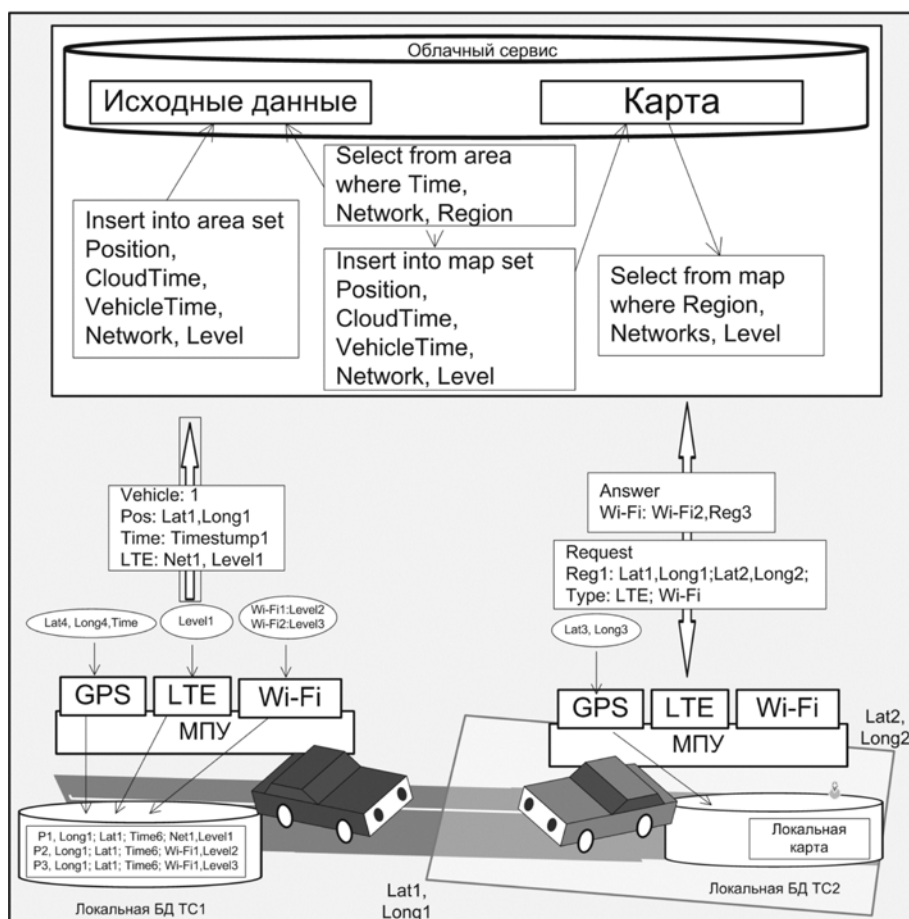 Облачный сервис
Исходные данные
Карта
Select from area
where Time,
Network, Region
Insert into area set
Position,
CloudTime,
VehicleTime,
Network, Level
Insert into map set
Position,
CloudTime,
VehicleTime,
Network, Level
Select from map
where Region,
Networks, Level
Vehicle: 1
Pos: Lat1,Long1
Time: Timestump1
LTE: Net1, Level1
Answer
Wi-Fi: Wi-Fi2,Reg3
Request
Reg1: Lat1,Long1;Lat2,Long2;
Type: LTE; Wi-Fi
Lat4, Long4,Time
Level1
Wi-Fi1:Level2
Wi-Fi2:Level3
Lat3, Long3
GPS
LTE
Wi-Fi
МПУ
GPS
LTE
Wi-Fi
МПУ
Lat2,
Long2
P1, Long1; Lat1; Time6; Net1,Level1
P2, Long1; Lat1; Time6; Wi-Fi1,Level2
P3, Long1; Lat1; Time6; Wi-Fi1,Level3
Локальная БД ТС1
Локальная
карта
Локальная БД ТС2
Lat1,
Long1